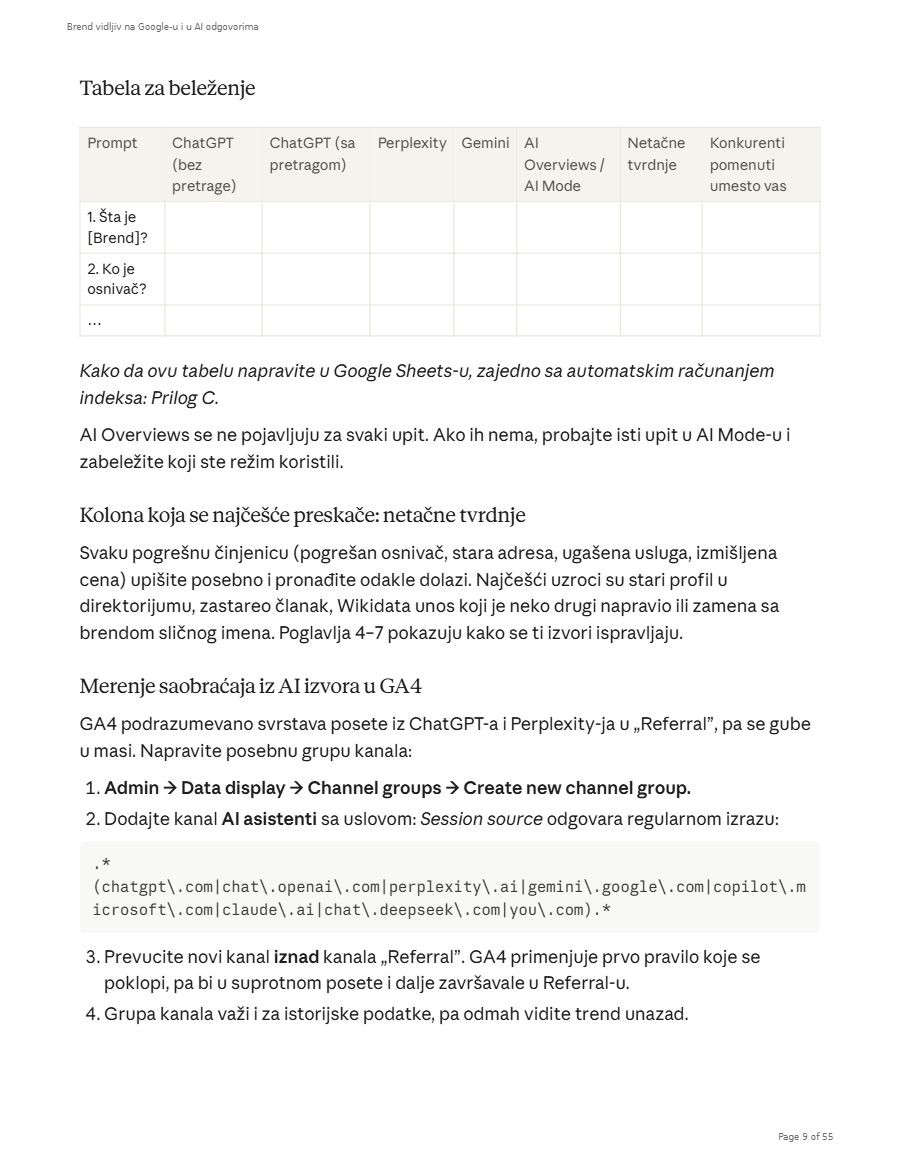 Brend vidljiv na Google-u i u AI odgovorima
Tabela za beleženje
Prompt
ChatGPT
(bez
pretrage)
ChatGPT (sa
pretragom)
Perplexity
Gemini
AI
Overviews /
AI Mode
Netačne
tvrdnje
Konkurenti
pomenuti
umesto vas
1. Šta je
[Brend]?
2. Ko je
osnivač?
...
Kako da ovu tabelu napravite u Google Sheets-u, zajedno sa automatskim računanjem
indeksa: Prilog C.
AI Overviews se ne pojavljuju za svaki upit. Ako ih nema, probajte isti upit u AI Mode-u i
zabeležite koji ste režim koristili.
Kolona koja se najčešće preskače: netačne tvrdnje
Svaku pogrešnu činjenicu (pogrešan osnivač, stara adresa, ugašena usluga, izmišljena
cena) upišite posebno i pronađite odakle dolazi. Najčešći uzroci su stari profil u
direktorijumu, zastareo članak, Wikidata unos koji je neko drugi napravio ili zamena sa
brendom sličnog imena. Poglavlja 4–7 pokazuju kako se ti izvori ispravljaju.
Merenje saobraćaja iz AI izvora u GA4
GA4 podrazumevano svrstava posete iz ChatGPT-a i Perplexity-ja u „Referral”, pa se gube
u masi. Napravite posebnu grupu kanala:
1. Admin → Data display → Channel groups → Create new channel group.
2. Dodajte kanal AI asistenti sa uslovom: Session source odgovara regularnom izrazu:
.*
(chatgpt\.com|chat\.openai\.com|perplexity\.ai|gemini\.google\.com|copilot\.m
icrosoft\.com|claude\.ai|chat\.deepseek\.com|you\.com).*
3. Prevucite novi kanal iznad kanala „Referral”. GA4 primenjuje prvo pravilo koje se
poklopi, pa bi u suprotnom posete i dalje završavale u Referral-u.
4. Grupa kanala važi i za istorijske podatke, pa odmah vidite trend unazad.
Page 9 of 55